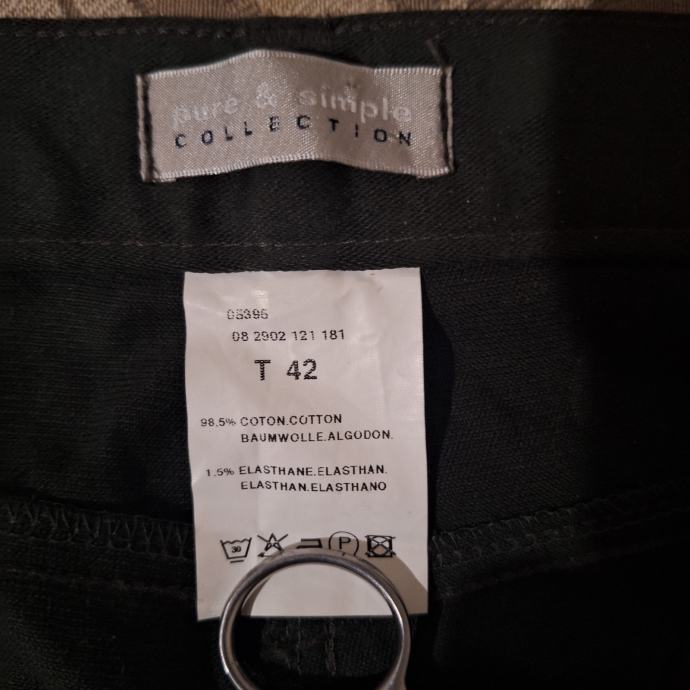 pure & simple
COLLECTION
05395
08 2902 121 181
T 42
98.5% COTON.COTTON
BAUMWOLLE.ALGODON.
1.5% ELASTHANE.ELASTHAN.
ELASTHAN.ELASTHANO
30 P